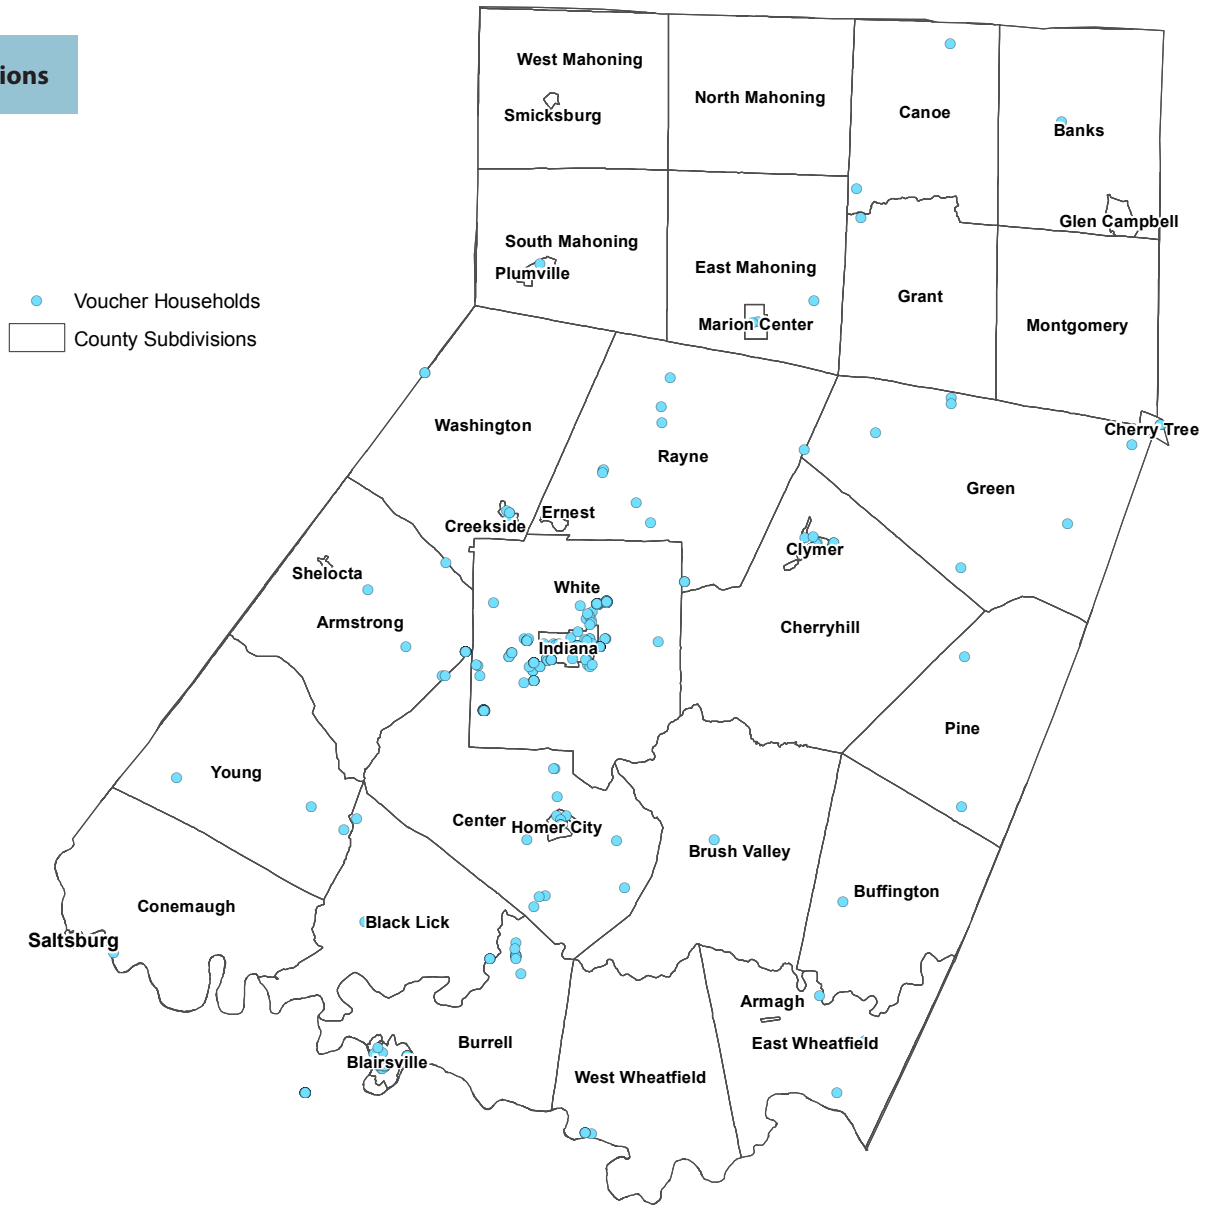 ions
West Mahoning
Smicksburg
North Mahoning
Canoe
Banks
Glen Campbell
South Mahoning
Plumville
East Mahoning
Marion Center
Grant
Montgomery
Voucher Households
County Subdivisions
Washington
Rayne
Cherry Tree
Green
Creekside
Ernest
Clymer
Shelocta
Armstrong
White
Indiana
Cherryhill
Pine
Young
Center
Homer City
Brush Valley
Buffington
Conemaugh
Saltsburg
Black Lick
Armagh
East Wheatfield
Burrell
Blairsville
West Wheatfield